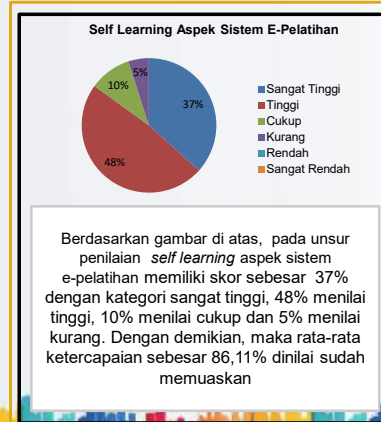 Self Learning Aspek Sistem E-Pelatihan
5%
10%
37%
48%
Sangat Tinggi
Tinggi
Cukup
Kurang
Rendah
Sangat Rendah
Berdasarkan gambar di atas, pada unsur
penilaian self learning aspek sistem
e-pelatihan memiliki skor sebesar 37%
dengan kategori sangat tinggi, 48% menilai
tinggi, 10% menilai cukup dan 5% menilai
kurang. Dengan demikian, maka rata-rata
ketercapaian sebesar 86,11% dinilai sudah
memuaskan